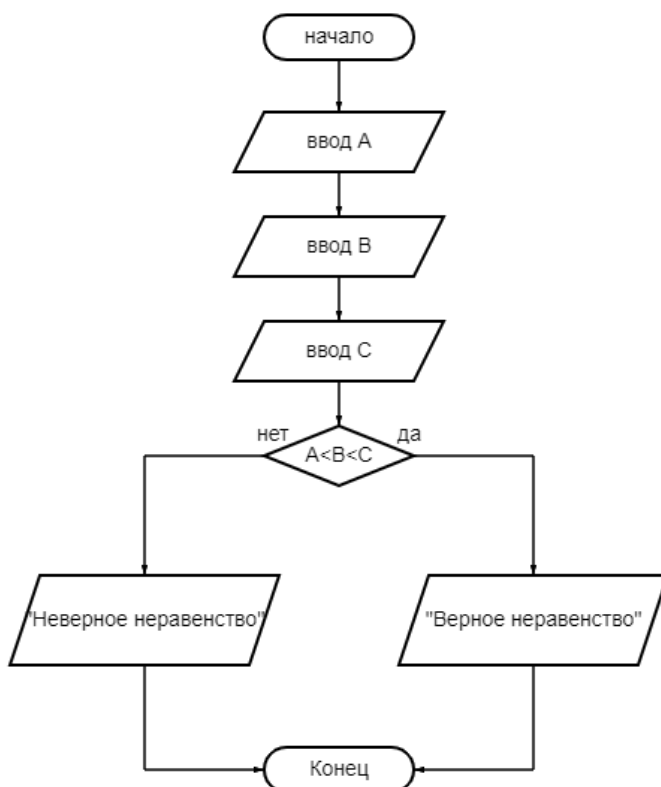 начало
ввод A
ввод B
ввод C
нет
да
A<B<C
"Неверное неравенство"
"Верное неравенство"
Конец